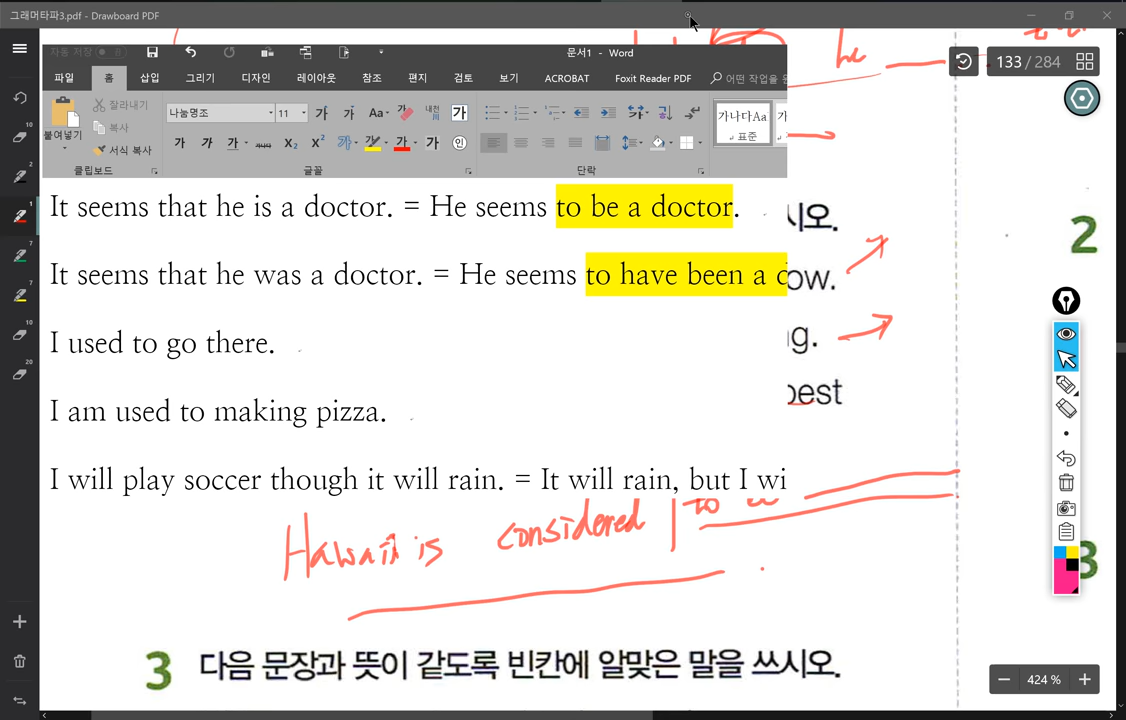 그래머타파3.pdf - Drawboard PDF
자동 저장
문서1 - Word
he
133 / 284
파일 홈 삽입 그리기 디자인 레이아웃 참조 편지 검토 보기 ACROBAT Foxit Reader PDF 어떤 작업을 원
붙여넣기
잘라내기
복사
서식 복사
나눔명조 11
가나다Aa
표준
클립보드 글꼴 단락
It seems that he is a doctor. = He seems to be a doctor.
시오.
2
It seems that he was a doctor. = He seems to have been a d
ow.
I used to go there.
g.
I am used to making pizza.
best
I will play soccer though it will rain. = It will rain, but I wi
Hawaii is considered to
3
3 다음 문장과 뜻이 같도록 빈칸에 알맞은 말을 쓰시오.
424 %